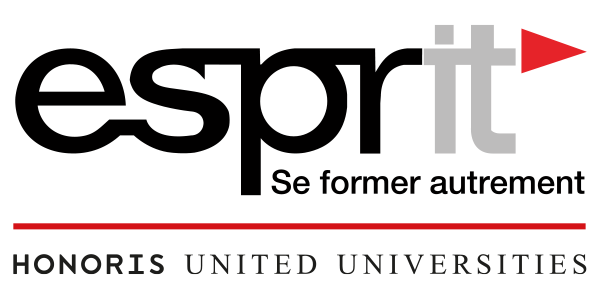 esprit
Se former autrement
HONORIS UNITED UNIVERSITIES